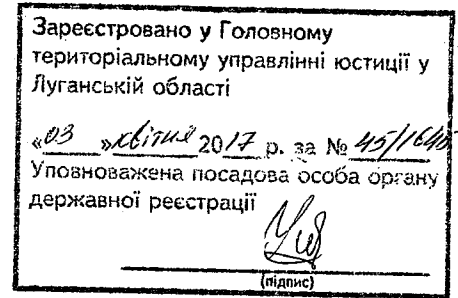 Зареєстровано у Головному
територіальному управлінні юстиції у
Луганській області
«03 » квітня 2017 р. за № 45/1645
Уповноважена посадова особа органу
державної реєстрації
(підпис)